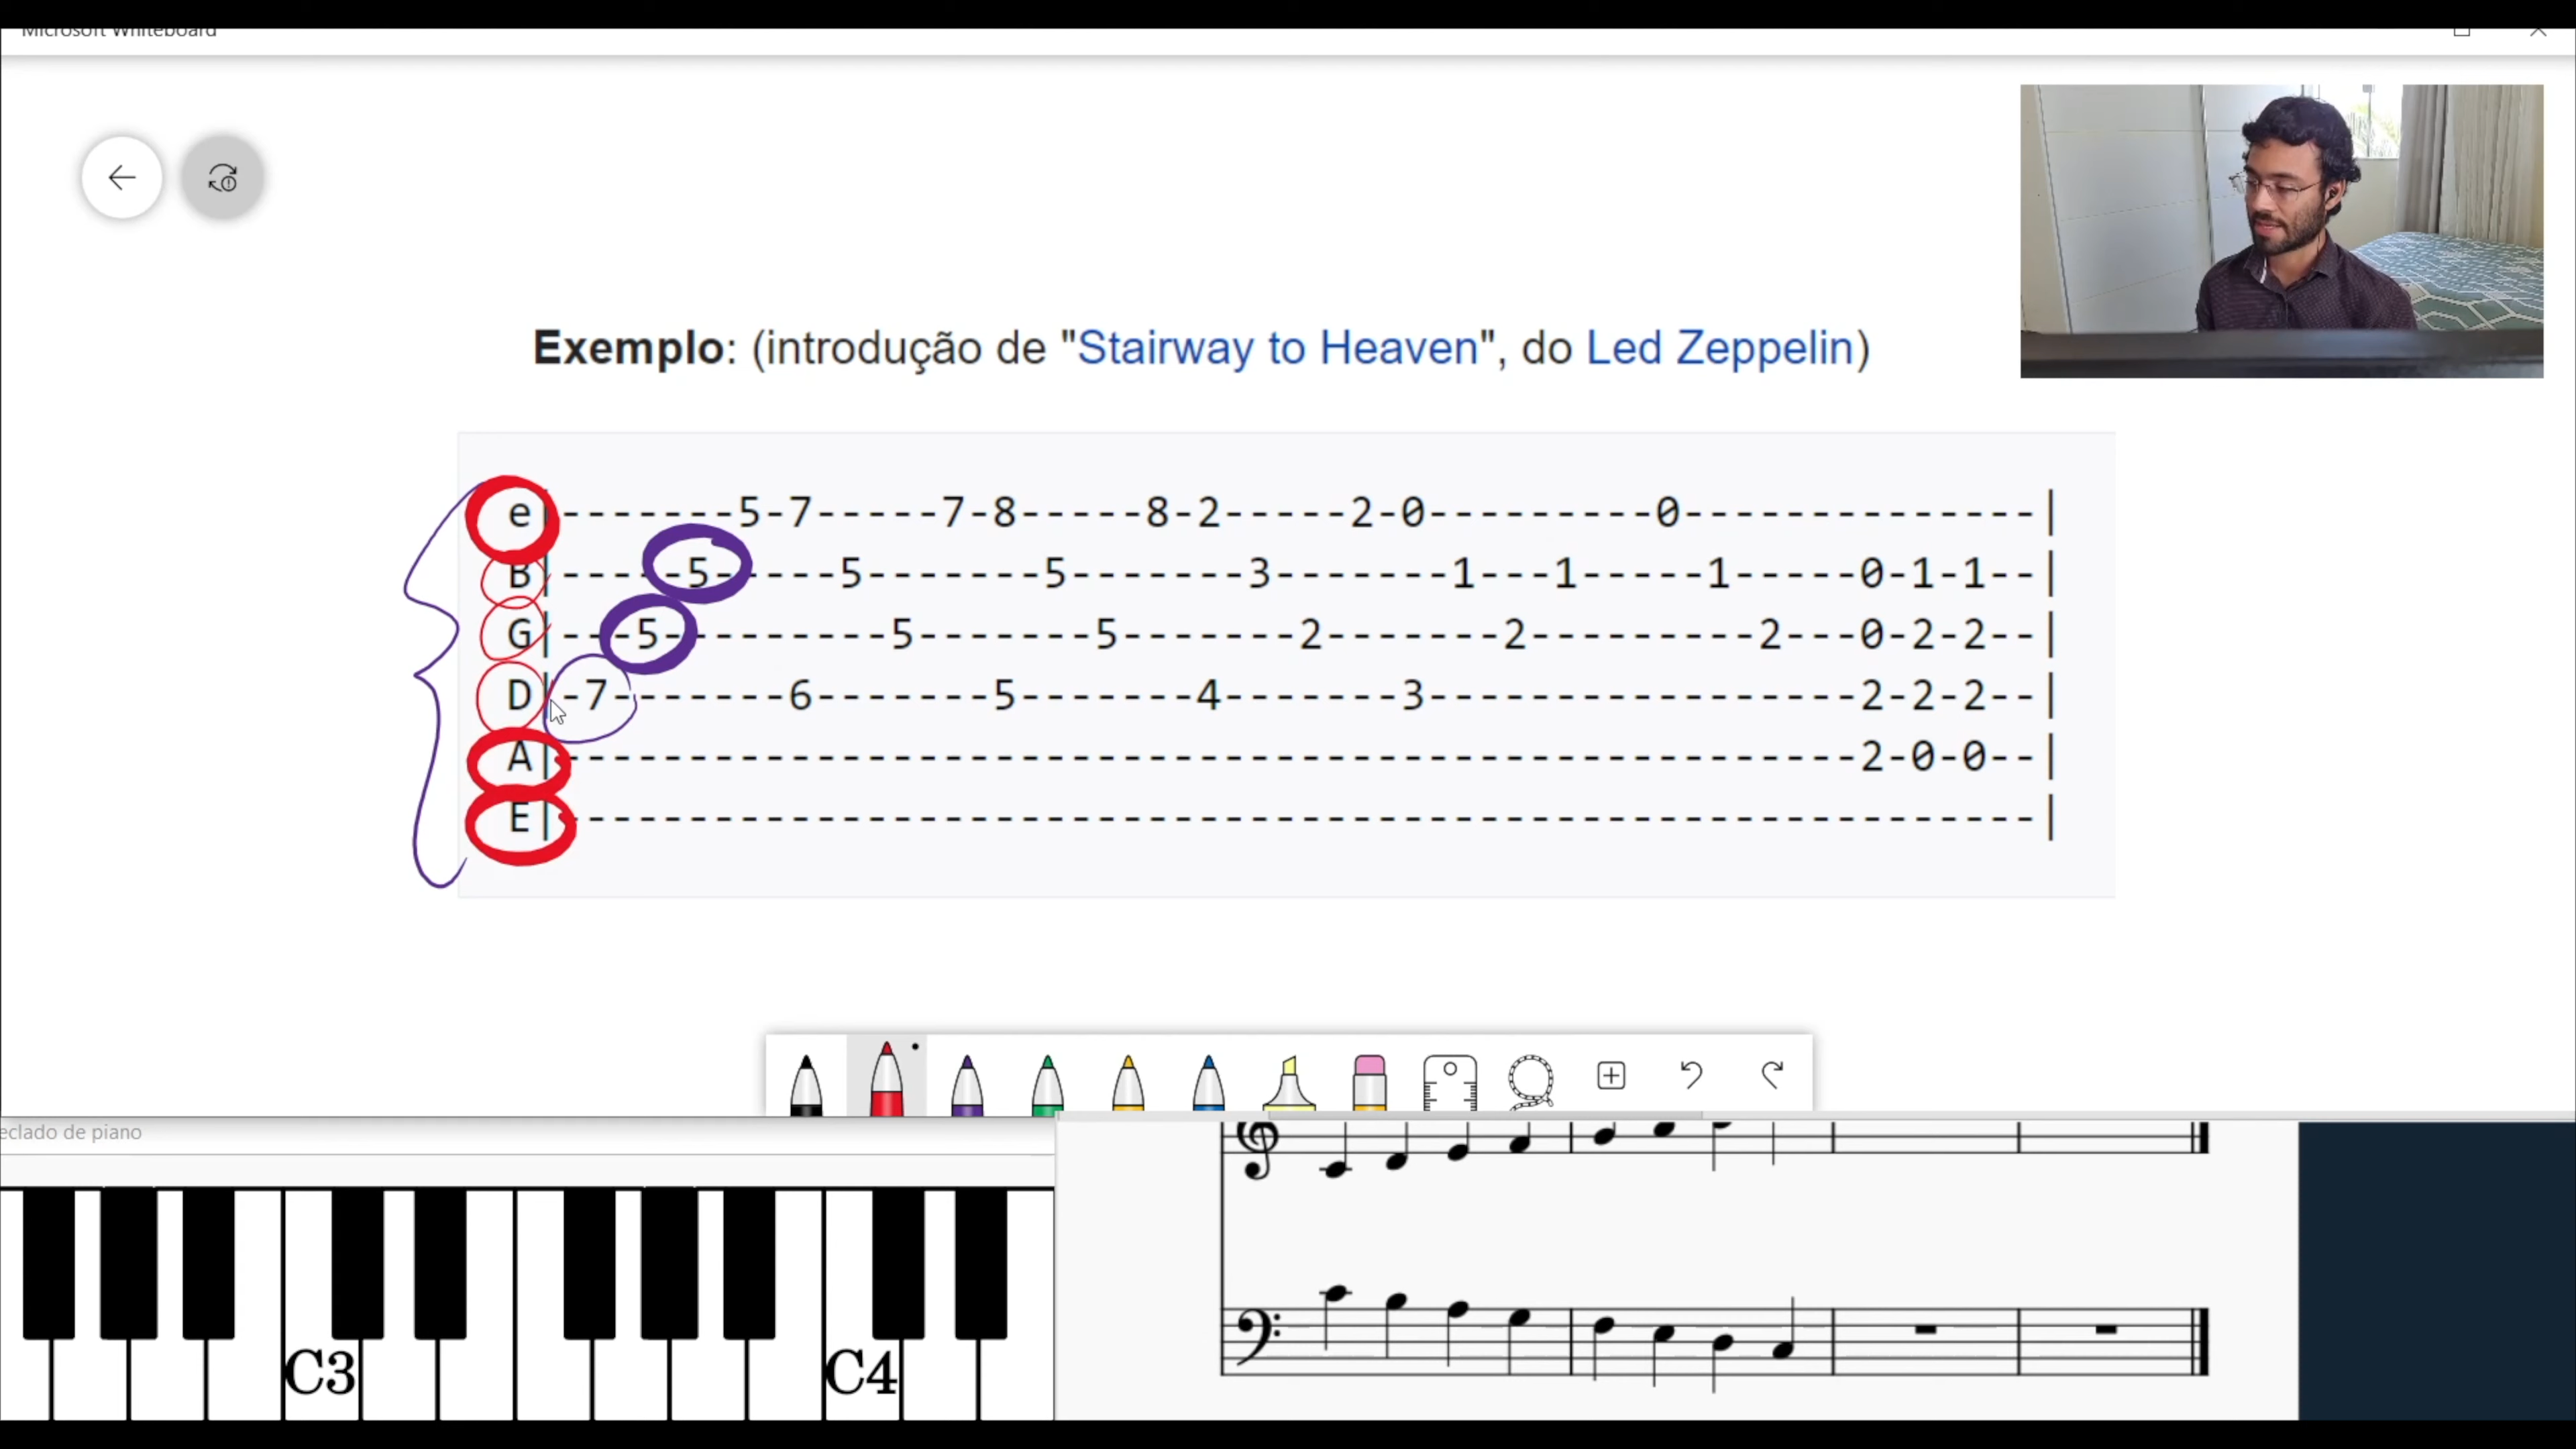 Microsoft Whiteboard
Exemplo: (introdução de "Stairway to Heaven", do Led Zeppelin)
e|-------5-7-----7-8-----8-2-----2-0---------0--------------|
B|-----5-----5-------5-------3-------1---1-----1-----0-1-1--|
G|---5---------5-------5-------2-------2---------2---0-2-2--|
D|-7-------6-------5-------4-------3-----------------2-2-2--|
A|---------------------------------------------------2-0-0--|
E|----------------------------------------------------------|
eclado de piano
C3 C4